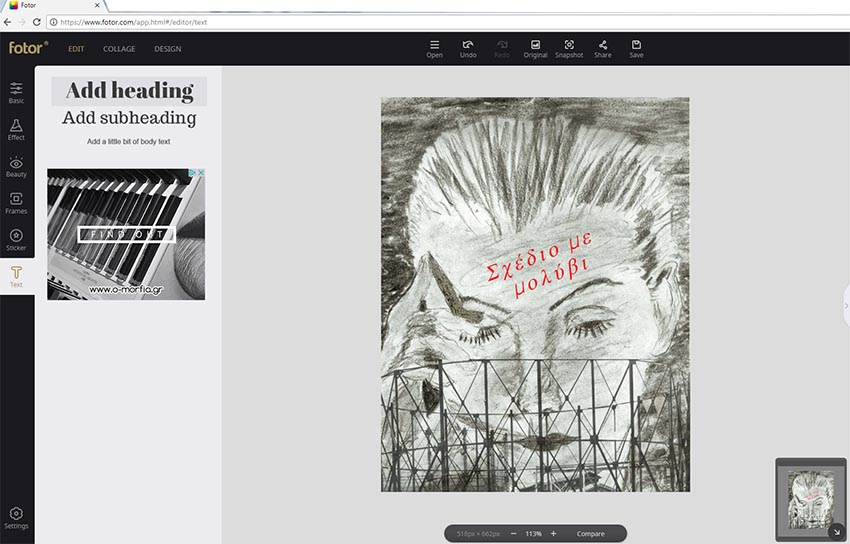 Fotor
https://www.fotor.com/app.html#/editor/text
fotor®
EDIT
COLLAGE
DESIGN
Open
Undo
Redo
Original
Snapshot
Share
Save
Basic
Effect
Beauty
Frames
Sticker
Text
Settings
Add heading
Add subheading
Add a little bit of body text
FIND OUT
www.o-morfia.gr
Σχέδιο με
μολύβι
518px × 662px
113%
Compare